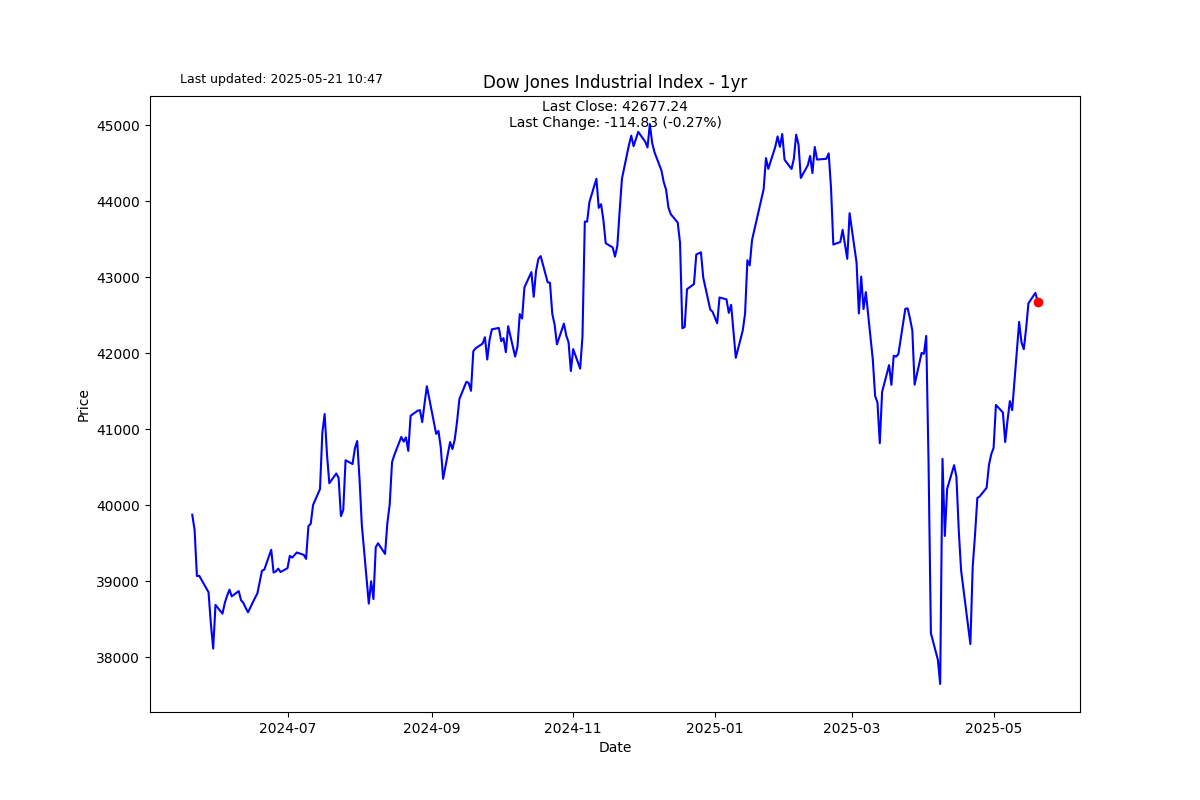 Last updated: 2025-05-21 10:47
Dow Jones Industrial Index - 1yr
Last Close: 42677.24
Last Change: -114.83 (-0.27%)
45000
44000
43000
42000
41000
40000
39000
38000
Price
2024-07
2024-09
2024-11
2025-01
2025-03
2025-05
Date